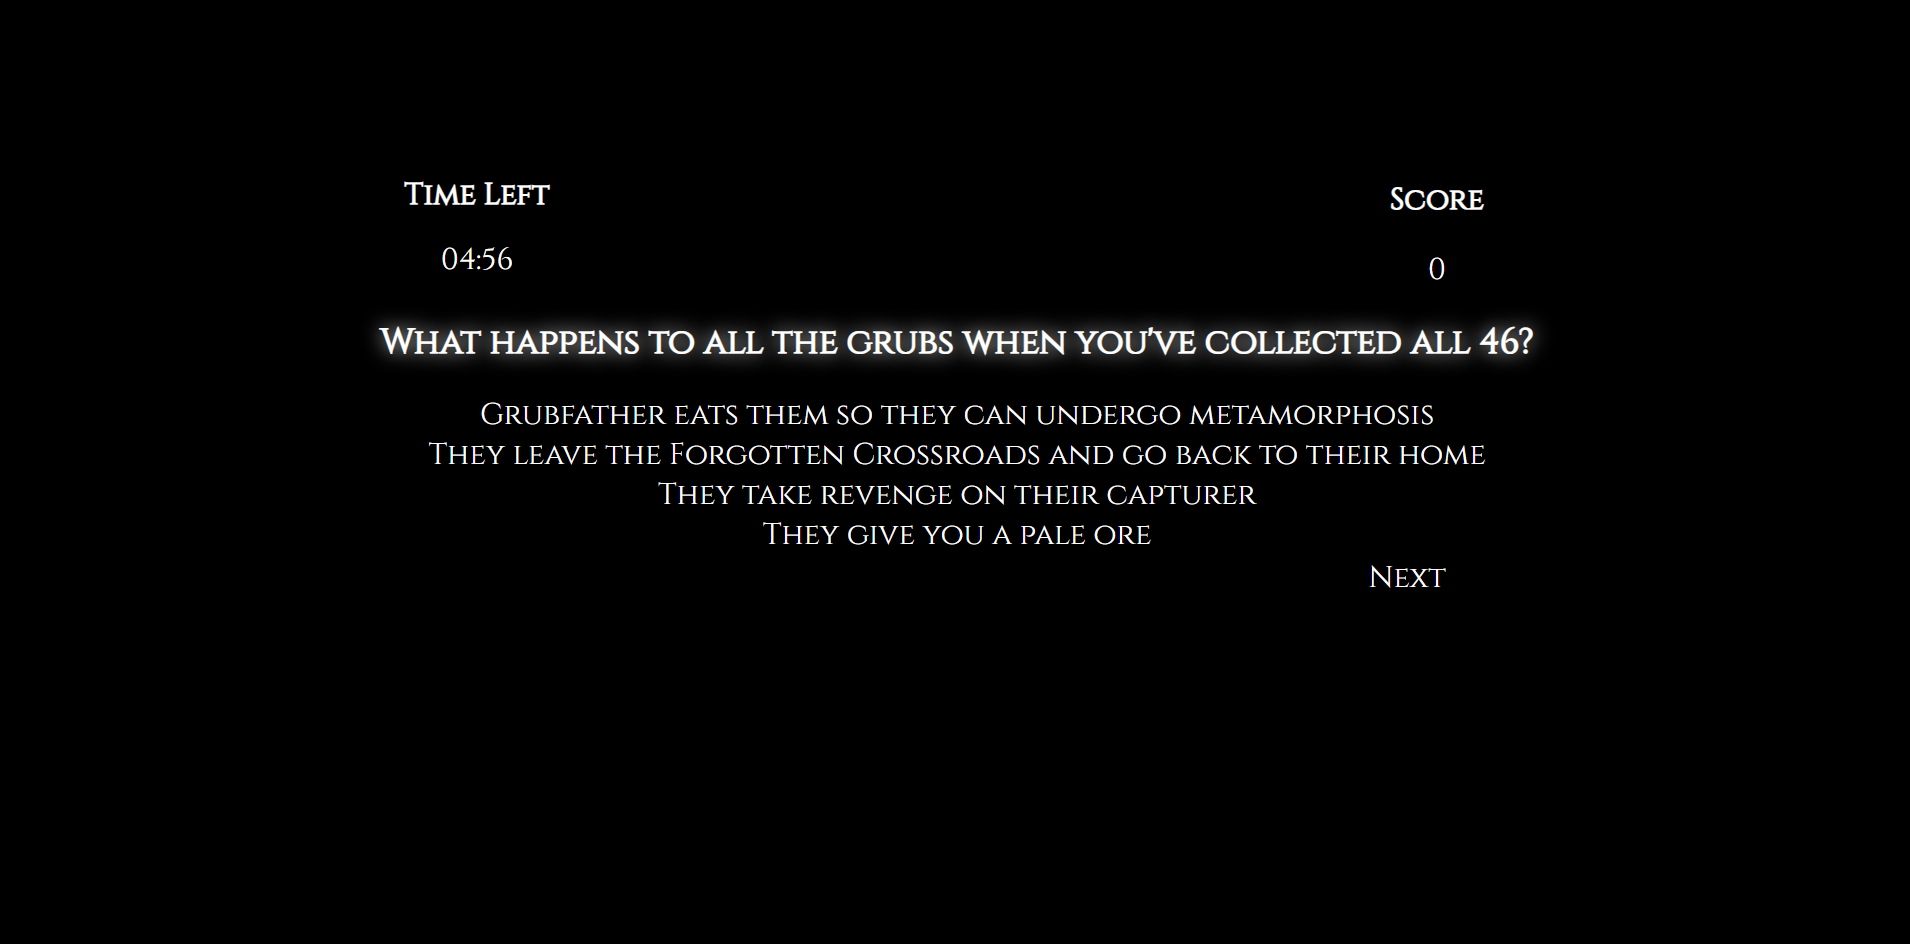 Time Left
Score
04:56
0
What happens to all the grubs when you've collected all 46?
Grubfather eats them so they can undergo metamorphosis
They leave the Forgotten Crossroads and go back to their home
They take revenge on their capturer
They give you a pale ore
Next